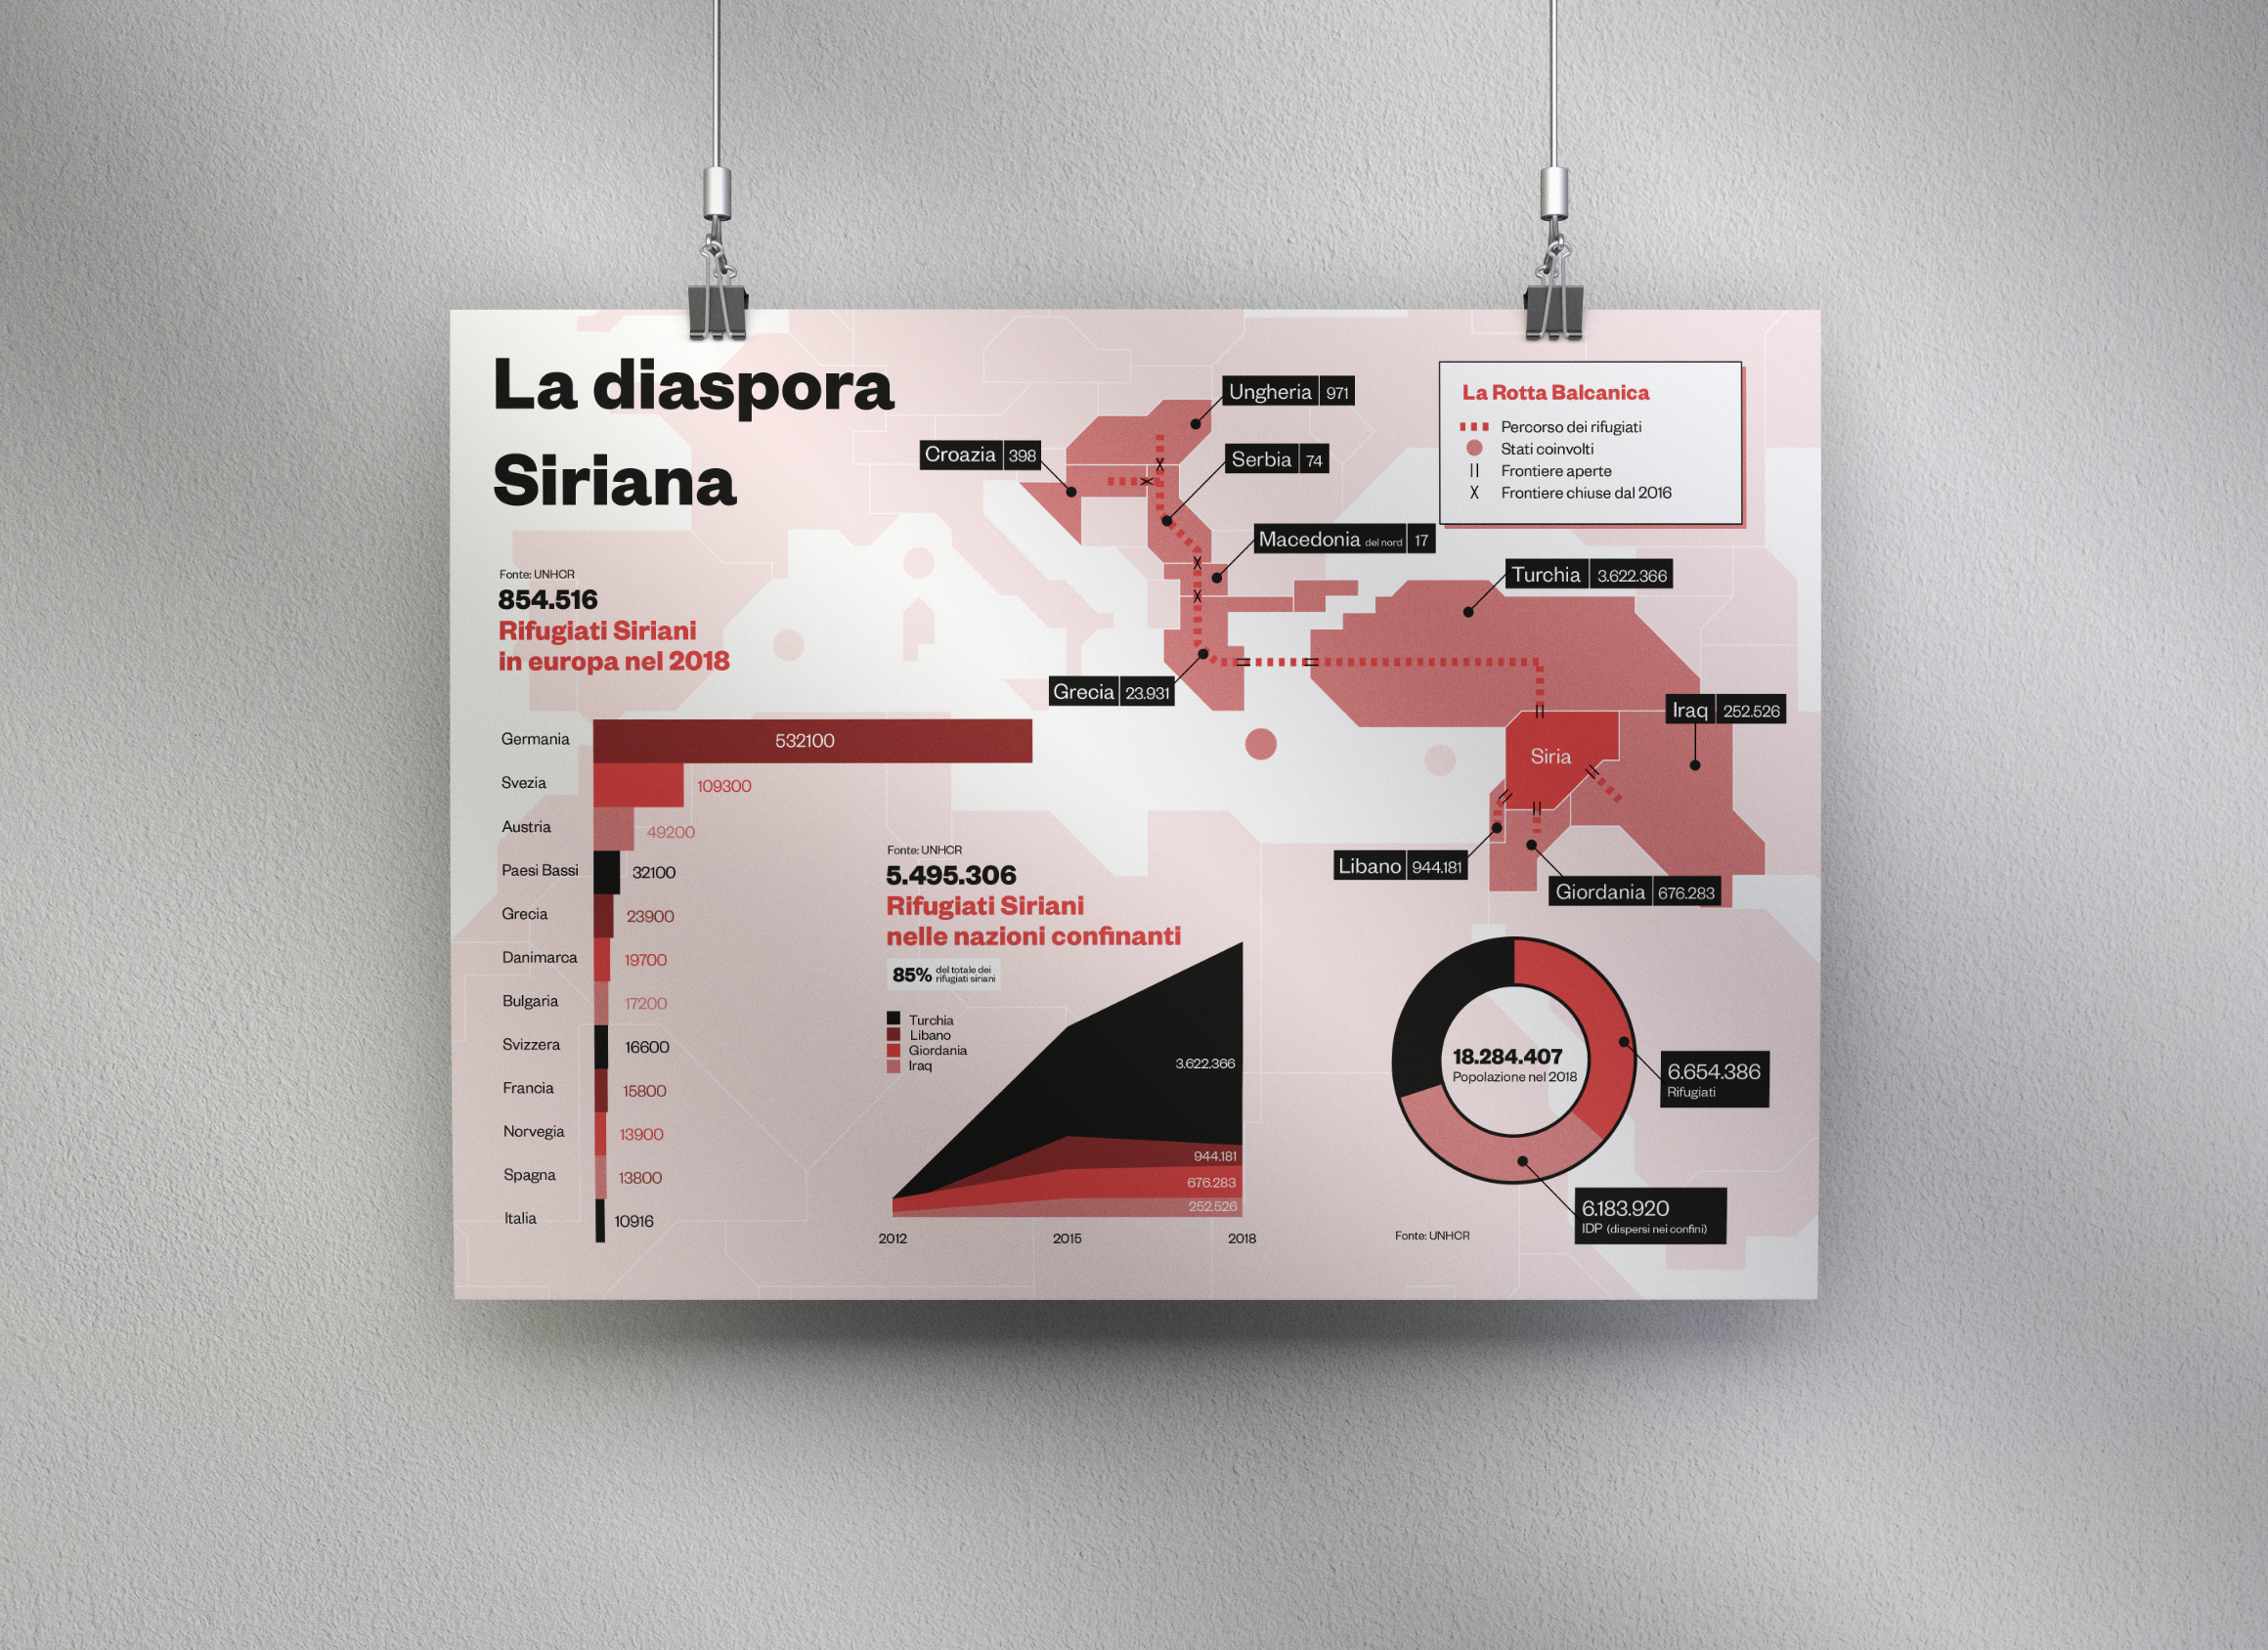 La diaspora
Siriana
Fonte: UNHCR
854.516
Rifugiati Siriani
in europa nel 2018
Germania 532100
Svezia 109300
Austria 49200
Paesi Bassi 32100
Grecia 23900
Danimarca 19700
Bulgaria 17200
Svizzera 16600
Francia 15800
Norvegia 13900
Spagna 13800
Italia 10916
Ungheria 971
Croazia 398
Serbia 74
Macedonia del nord 17
Turchia 3.622.366
Grecia 23.931
Iraq 252.526
Siria
Libano 944.181
Giordania 676.283
La Rotta Balcanica
Percorso dei rifugiati
Stati coinvolti
|| Frontiere aperte
X Frontiere chiuse dal 2016
Fonte: UNHCR
5.495.306
Rifugiati Siriani
nelle nazioni confinanti
85% del totale dei
rifugiati siriani
Turchia
Libano
Giordania
Iraq
3.622.366
944.181
676.283
252.526
2012 2015 2018
18.284.407
Popolazione nel 2018
6.654.386
Rifugiati
6.183.920
IDP (dispersi nei confini)
Fonte: UNHCR